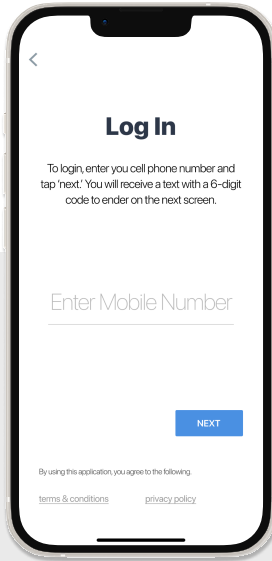 Log In
To login, enter you cell phone number and
tap 'next.' You will receive a text with a 6-digit
code to ender on the next screen.
Enter Mobile Number
NEXT
By using this application, you agree to the following.
terms & conditions privacy policy